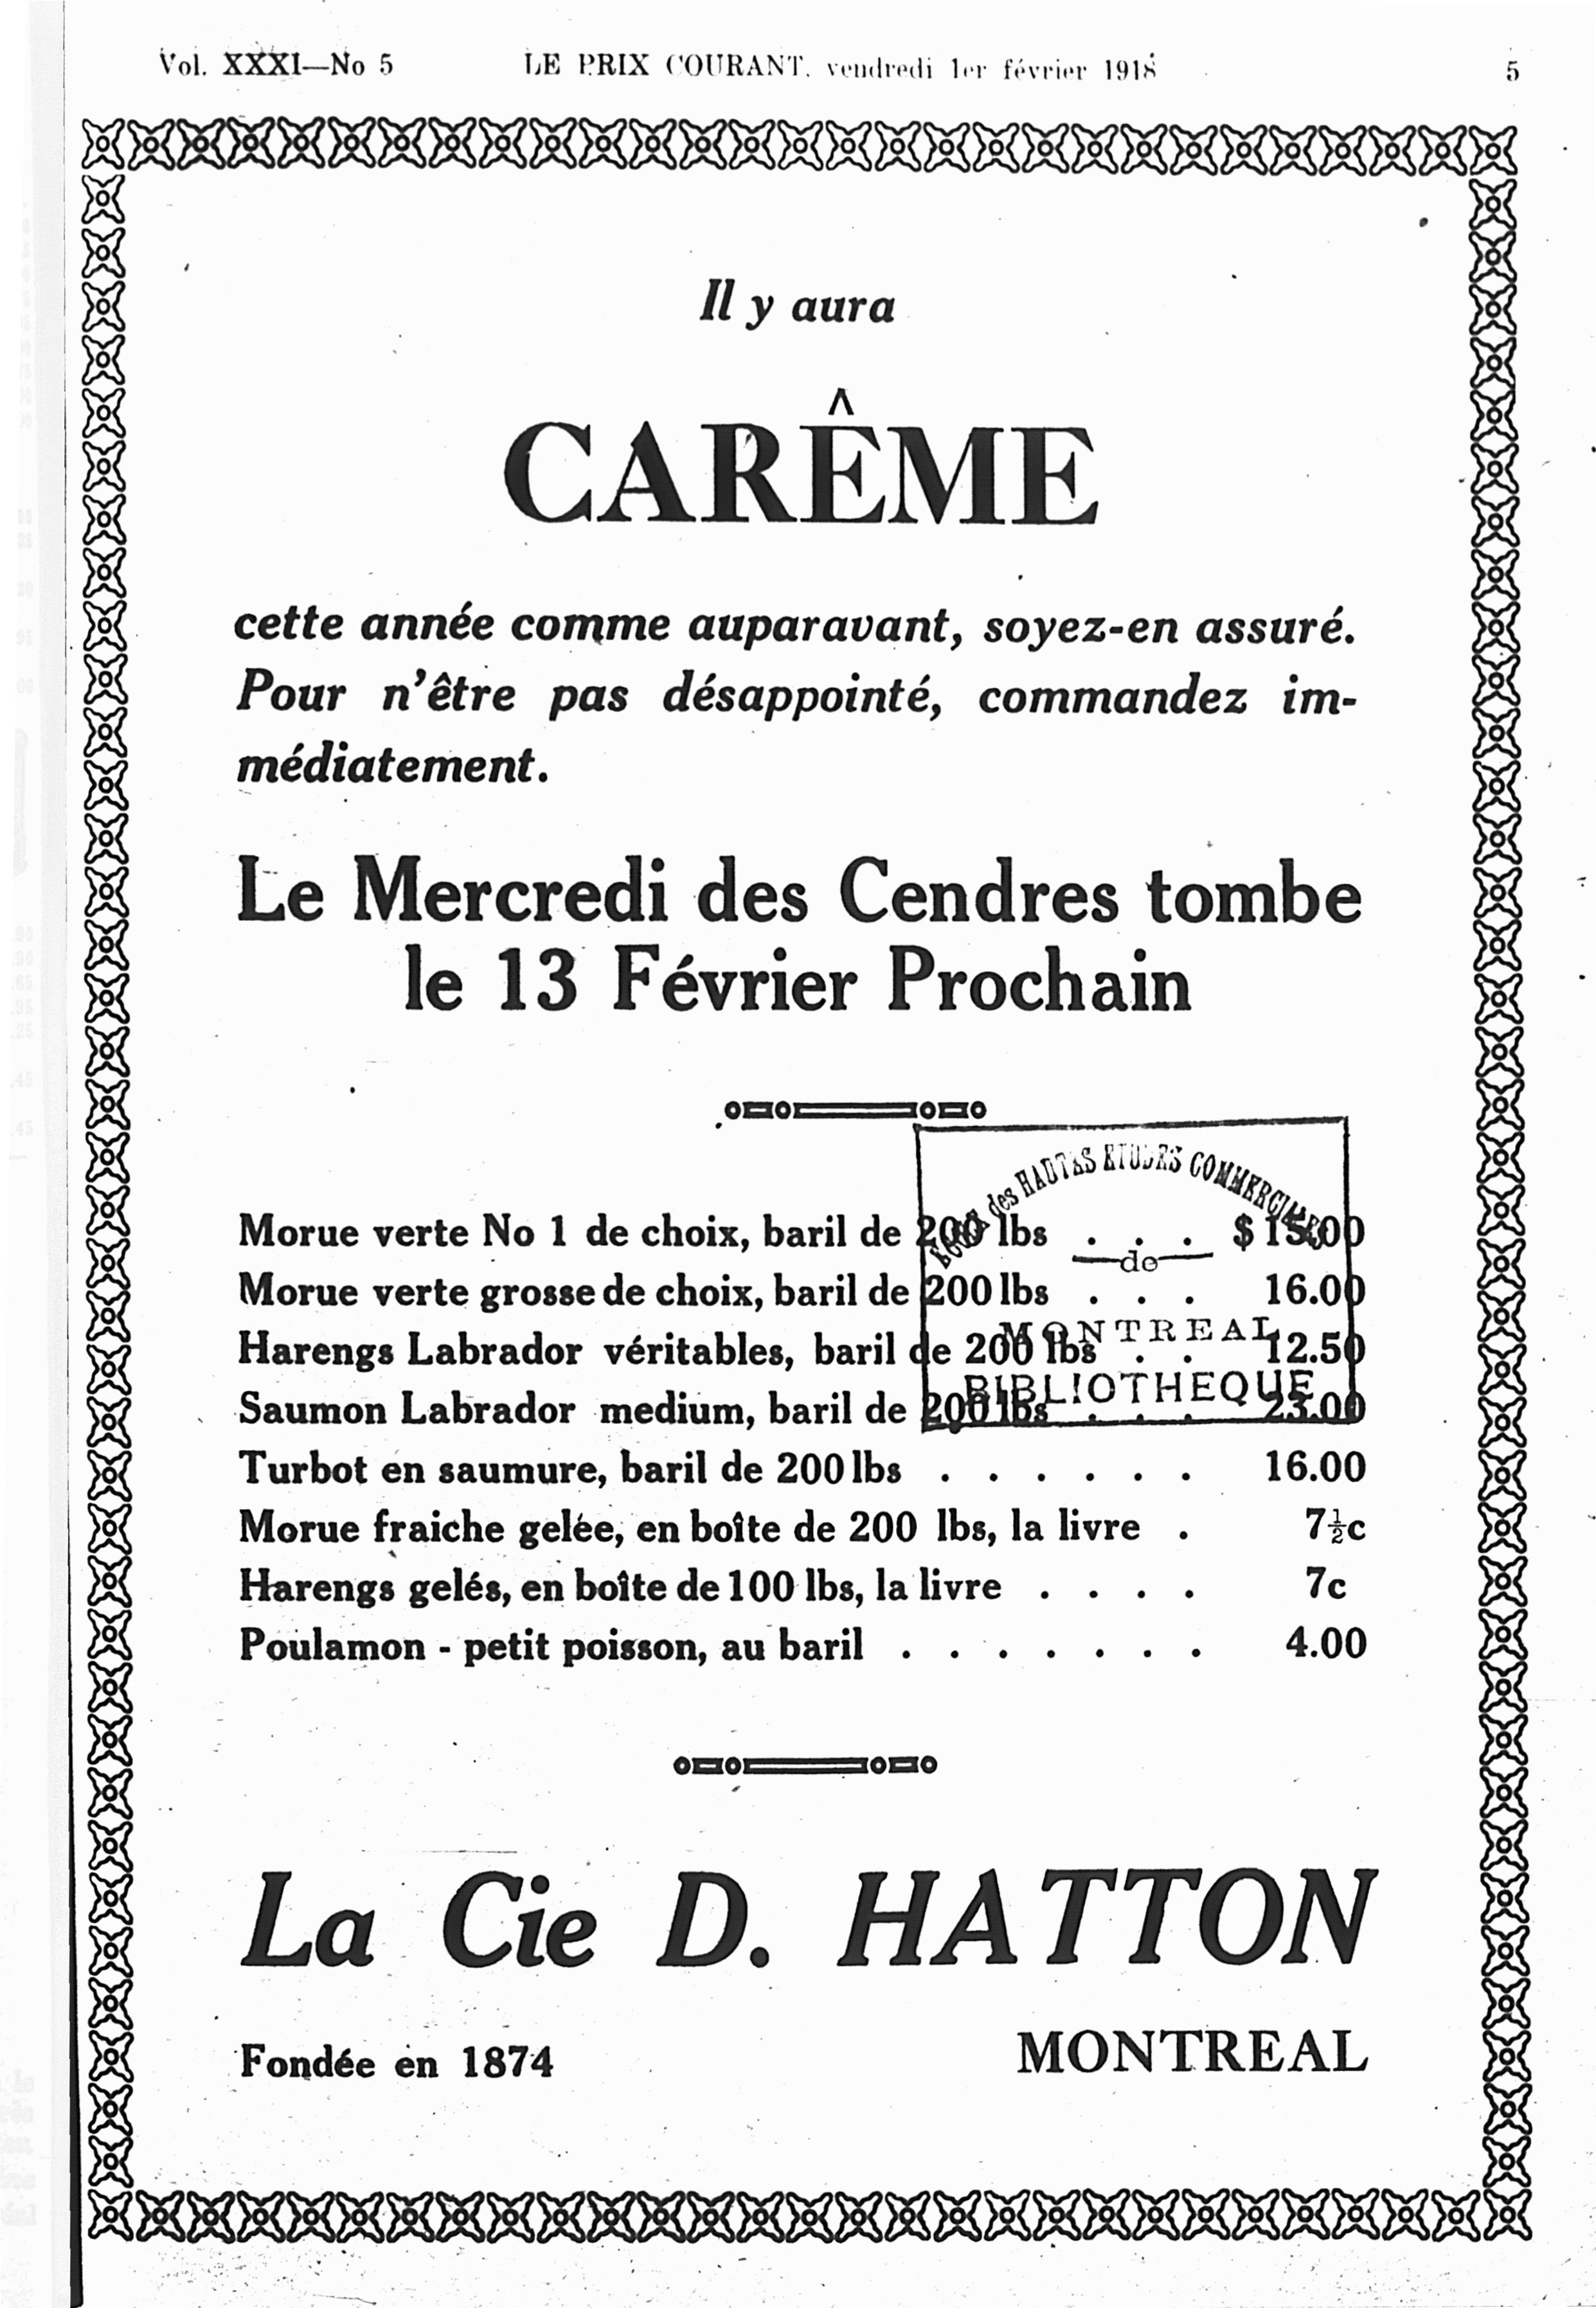 Vol. XXXI—No 5 LE PRIX COURANT, vendredi 1er février 1918 5
Il y aura
CARÊME
cette année comme auparavant, soyez-en assuré.
Pour n'être pas désappointé, commandez im-
médiatement.
Le Mercredi des Cendres tombe
le 13 Février Prochain
des HAUTES ETUDES COMMERCIALES
de
MONTREAL
BIBLIOTHEQUE
Morue verte No 1 de choix, baril de 200 lbs . . . $15.00
Morue verte grosse de choix, baril de 200 lbs . . . 16.00
Harengs Labrador véritables, baril de 200 lbs . . 12.50
Saumon Labrador medium, baril de 200 lbs . . . 23.00
Turbot en saumure, baril de 200 lbs . . . . . . 16.00
Morue fraiche gelée, en boîte de 200 lbs, la livre . 7½c
Harengs gelés, en boîte de 100 lbs, la livre . . . . 7c
Poulamon - petit poisson, au baril . . . . . . . 4.00
La Cie D. HATTON
Fondée en 1874 MONTREAL